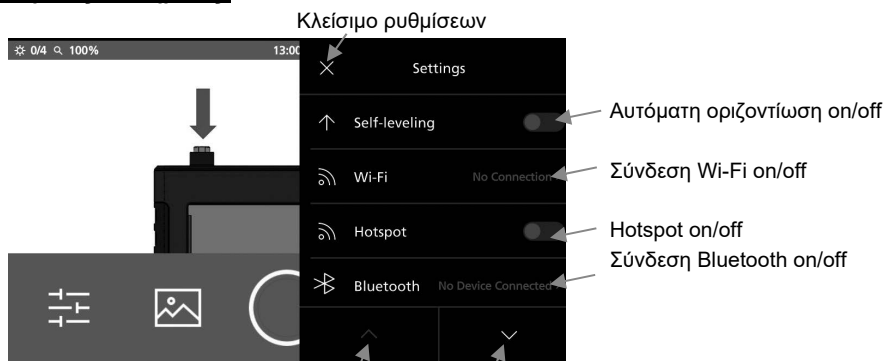 Κλείσιμο ρυθμίσεων
0/4 100% 13:00
Settings
Self-leveling
Αυτόματη οριζοντίωση on/off
Wi-Fi No Connection
Σύνδεση Wi-Fi on/off
Hotspot
Hotspot on/off
Σύνδεση Bluetooth on/off
Bluetooth No Device Connected